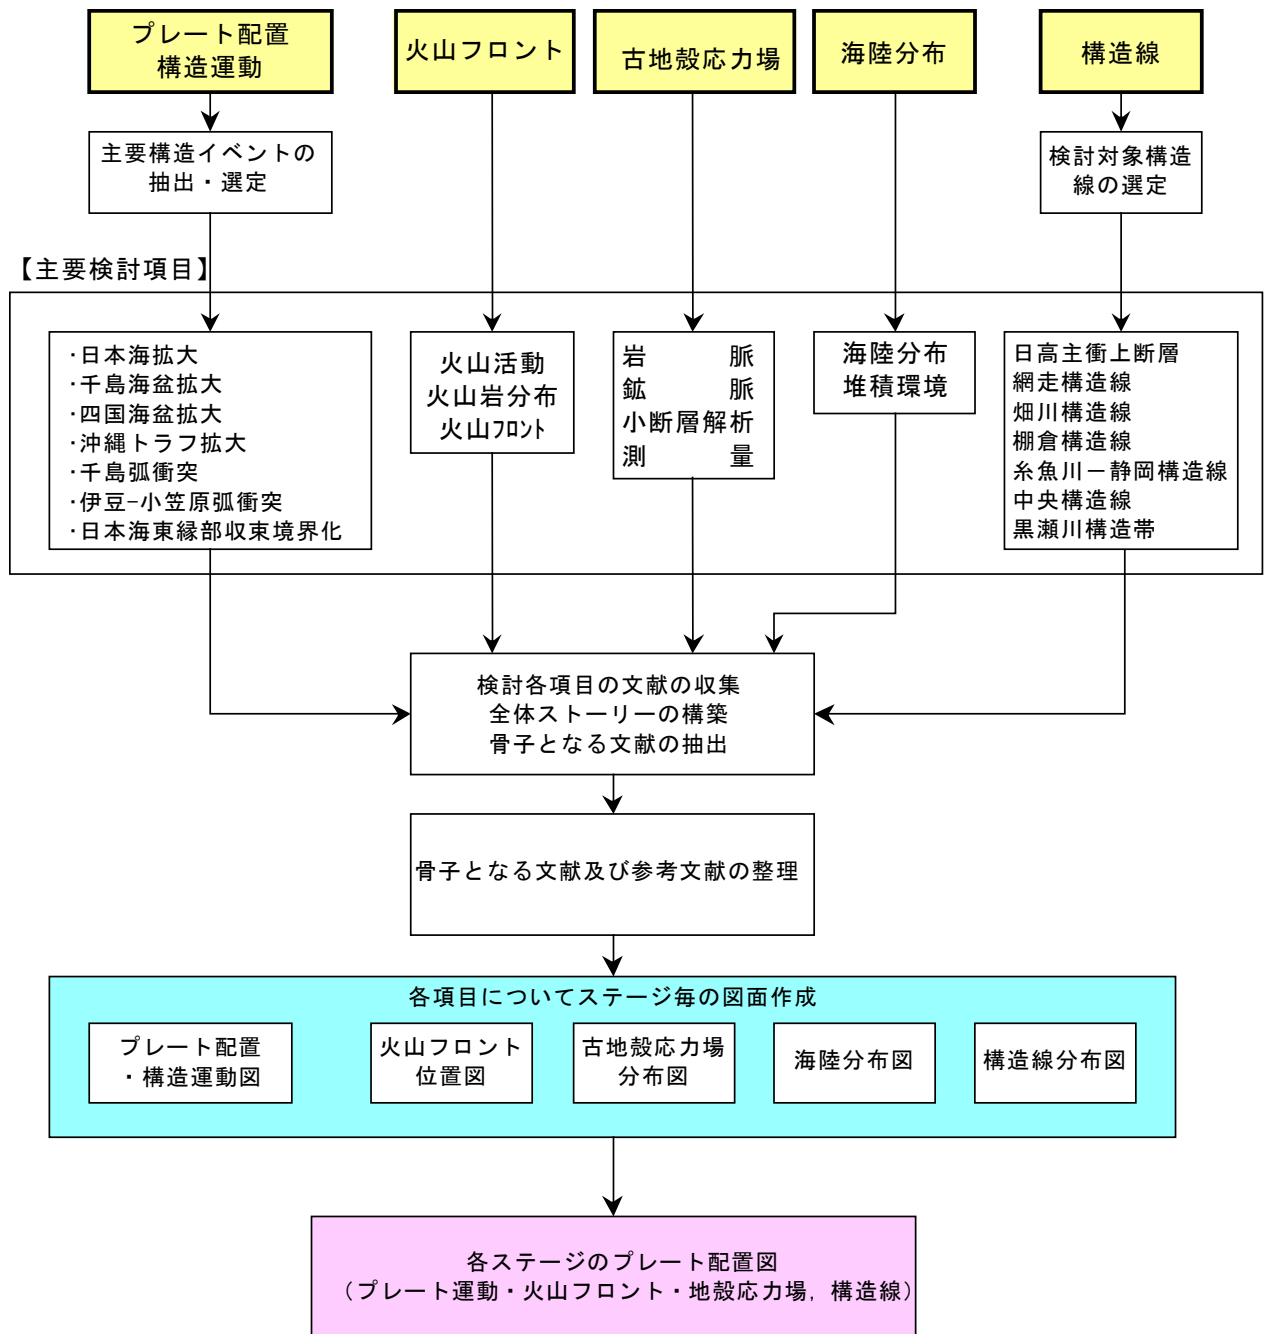 プレート配置
構造運動
火山フロント
古地殻応力場
海陸分布
構造線
主要構造イベントの
抽出・選定
検討対象構造
線の選定
【主要検討項目】
・日本海拡大
・千島海盆拡大
・四国海盆拡大
・沖縄トラフ拡大
・千島弧衝突
・伊豆−小笠原弧衝突
・日本海東縁部収束境界化
火山活動
火山岩分布
火山ﾌﾛﾝﾄ
岩　　　脈
鉱　　　脈
小断層解析
測　　　量
海陸分布
堆積環境
日高主衝上断層
網走構造線
畑川構造線
棚倉構造線
糸魚川－静岡構造線
中央構造線
黒瀬川構造帯
検討各項目の文献の収集
全体ストーリーの構築
骨子となる文献の抽出
骨子となる文献及び参考文献の整理
各項目についてステージ毎の図面作成
プレート配置
・構造運動図
火山フロント
位置図
古地殻応力場
分布図
海陸分布図
構造線分布図
各ステージのプレート配置図
（プレート運動・火山フロント・地殻応力場，構造線）